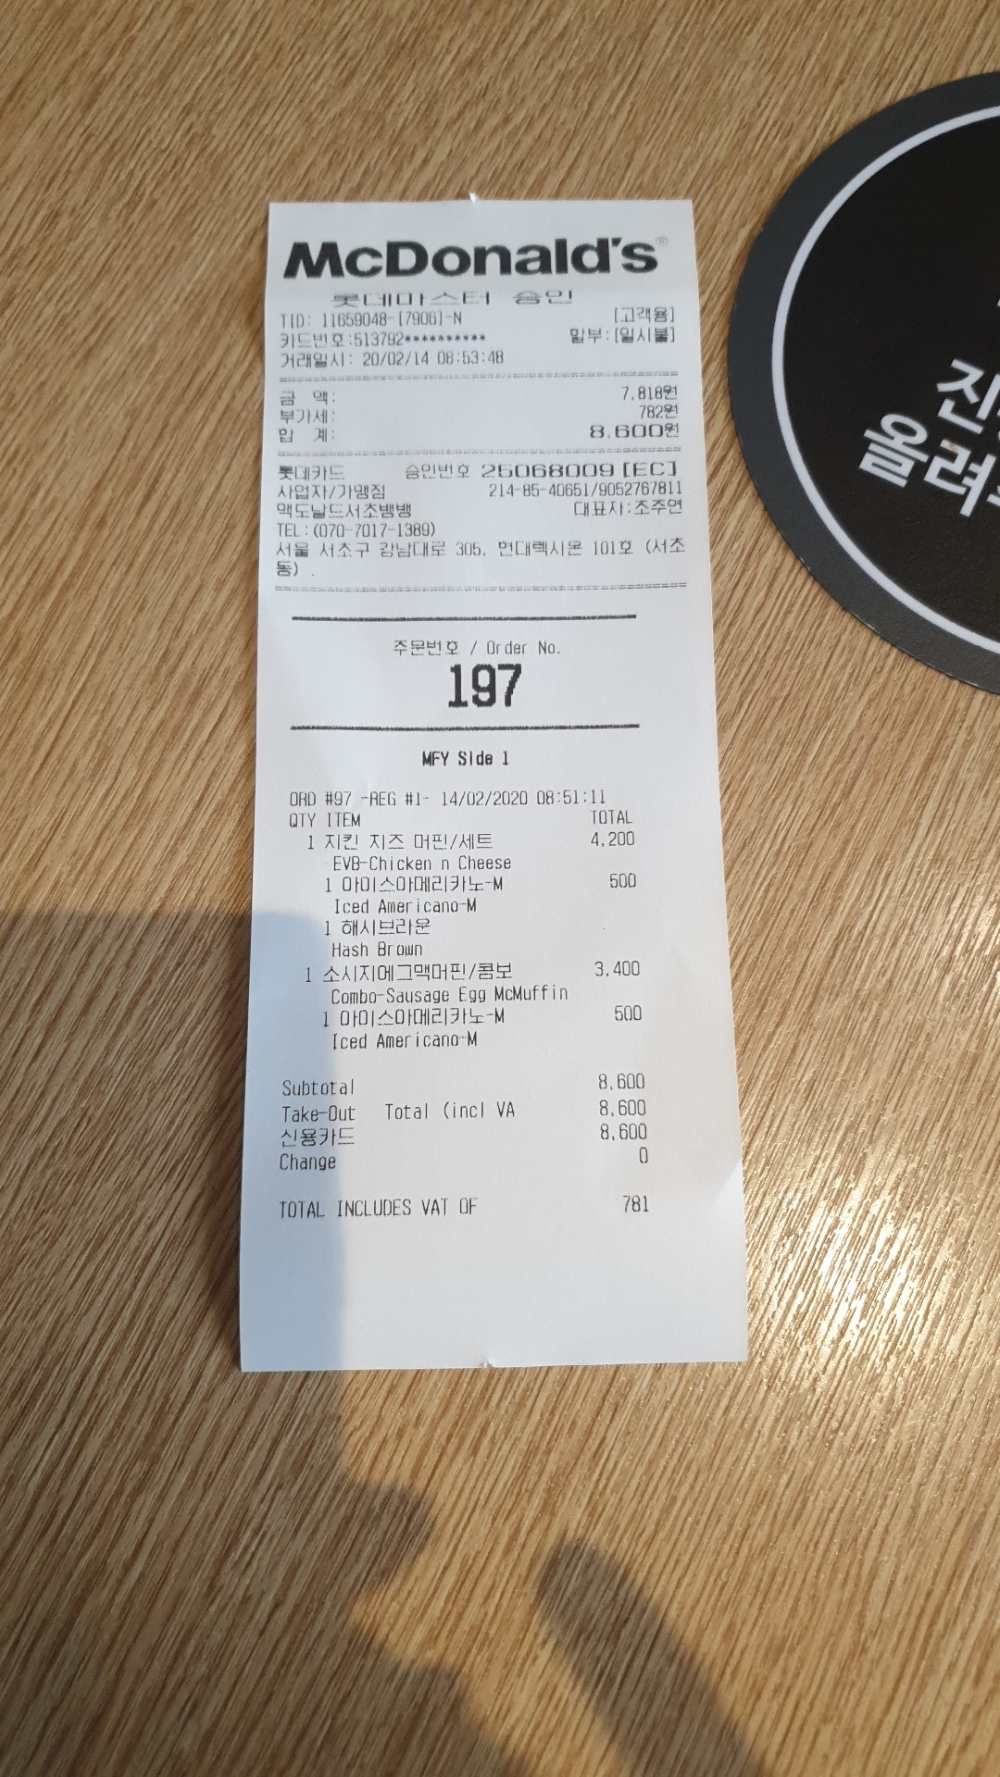 McDonald's®
롯데마스터 승인
TID: 11659048-[7906]-N [고객용]
카드번호:513792********** 할부:[일시불]
거래일시: 20/02/14 08:53:48
금 액: 7,818원
부가세: 782원
합 계: 8,600원
롯데카드 승인번호 25068009 [EC]
사업자/가맹점 214-85-40651/9052767811
맥도날드서초뱅뱅 대표자:조주연
TEL:(070-7017-1389)
서울 서초구 강남대로 305, 현대렉시온 101호 (서초
동) .
주문번호 / Order No.
197
MFY Side 1
ORD #97 -REG #1- 14/02/2020 08:51:11
QTY ITEM TOTAL
1 치킨 치즈 머핀/세트 4,200
EVB-Chicken n Cheese
1 아이스아메리카노-M 500
Iced Americano-M
1 해시브라운
Hash Brown
1 소시지에그맥머핀/콤보 3,400
Combo-Sausage Egg McMuffin
1 아이스아메리카노-M 500
Iced Americano-M
Subtotal 8,600
Take-Out Total (incl VA 8,600
신용카드 8,600
Change 0
TOTAL INCLUDES VAT OF 781
진
올려